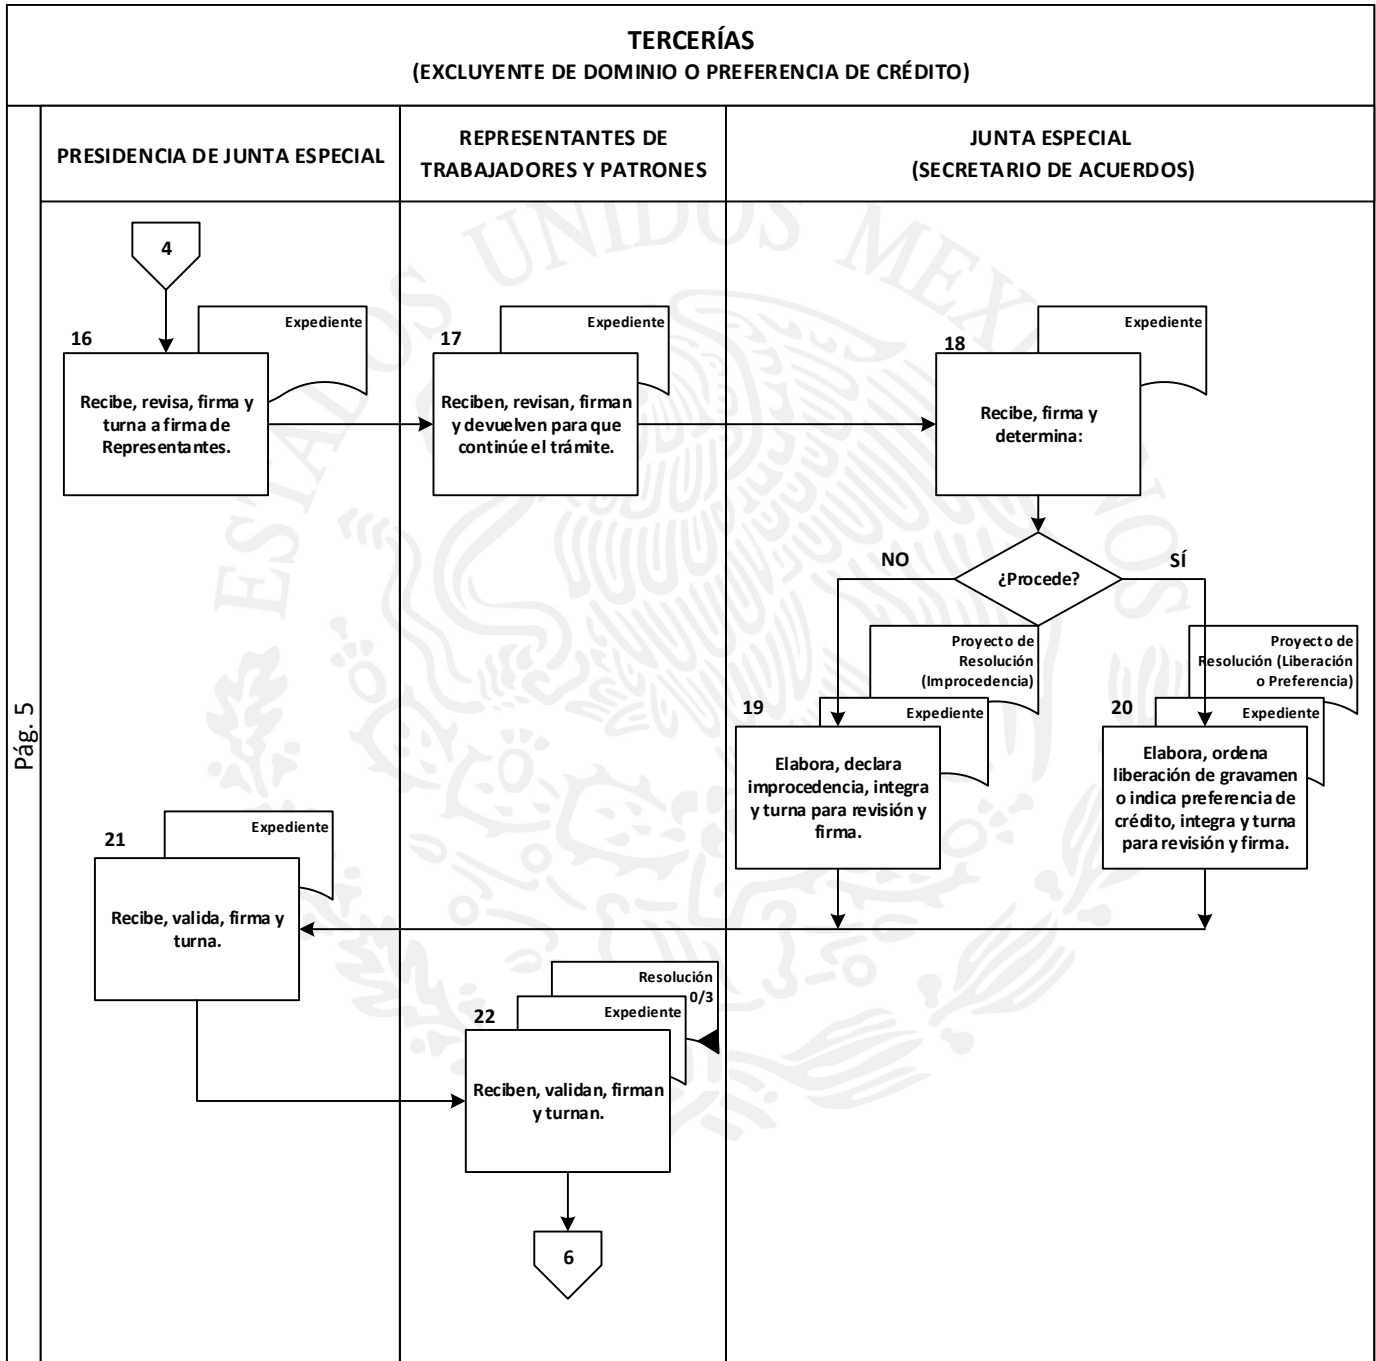 TERCERÍAS
(EXCLUYENTE DE DOMINIO O PREFERENCIA DE CRÉDITO)
PRESIDENCIA DE JUNTA ESPECIAL
REPRESENTANTES DE
TRABAJADORES Y PATRONES
JUNTA ESPECIAL
(SECRETARIO DE ACUERDOS)
Pág. 5
ESTADOS UNIDOS MEXICANOS
4
16
Expediente
Recibe, revisa, firma y
turna a firma de
Representantes.
17
Expediente
Reciben, revisan, firman
y devuelven para que
continúe el trámite.
18
Expediente
Recibe, firma y
determina:
¿Procede?
NO
SÍ
Proyecto de
Resolución
(Improcedencia)
19
Expediente
Elabora, declara
improcedencia, integra
y turna para revisión y
firma.
Proyecto de
Resolución (Liberación
o Preferencia)
20
Expediente
Elabora, ordena
liberación de gravamen
o indica preferencia de
crédito, integra y turna
para revisión y firma.
21
Expediente
Recibe, valida, firma y
turna.
Resolución
0/3
22
Expediente
Reciben, validan, firman
y turnan.
6